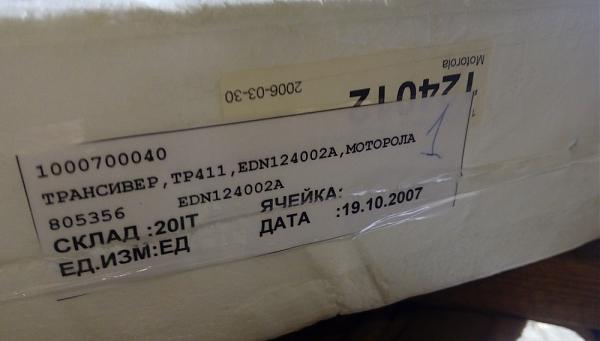 Motorola
124012
2006-03-30
1
1000700040
ТРАНСИВЕР,TP411,EDN124002A,МОТОРОЛА
805356 EDN124002A
СКЛАД :20IT ЯЧЕЙКА:
ЕД.ИЗМ:ЕД ДАТА :19.10.2007